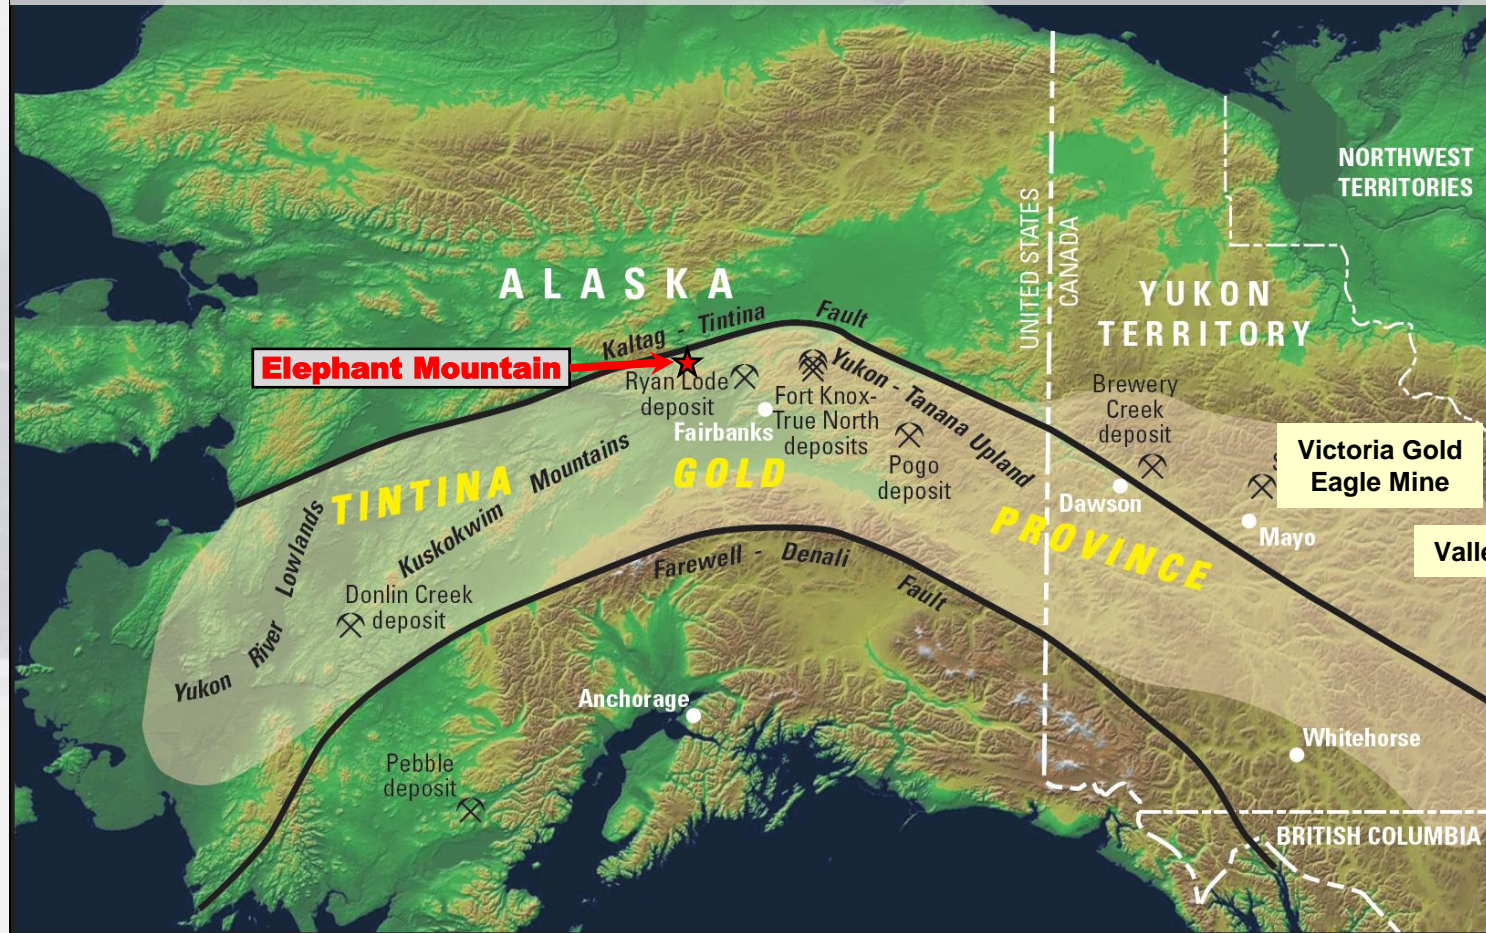 NORTHWEST
TERRITORIES
UNITED STATES
CANADA
ALASKA
YUKON
TERRITORY
Kaltag - Tintina Fault
Elephant Mountain
Ryan Lode
deposit
Fort Knox-
True North
deposits
Fairbanks
Yukon - Tanana Upland
Pogo
deposit
Brewery
Creek
deposit
Victoria Gold
Eagle Mine
Dawson
Mayo
TINTINA GOLD PROVINCE
Kuskokwim Mountains
Yukon River Lowlands
Donlin Creek
deposit
Farewell - Denali Fault
Anchorage
Pebble
deposit
Whitehorse
BRITISH COLUMBIA